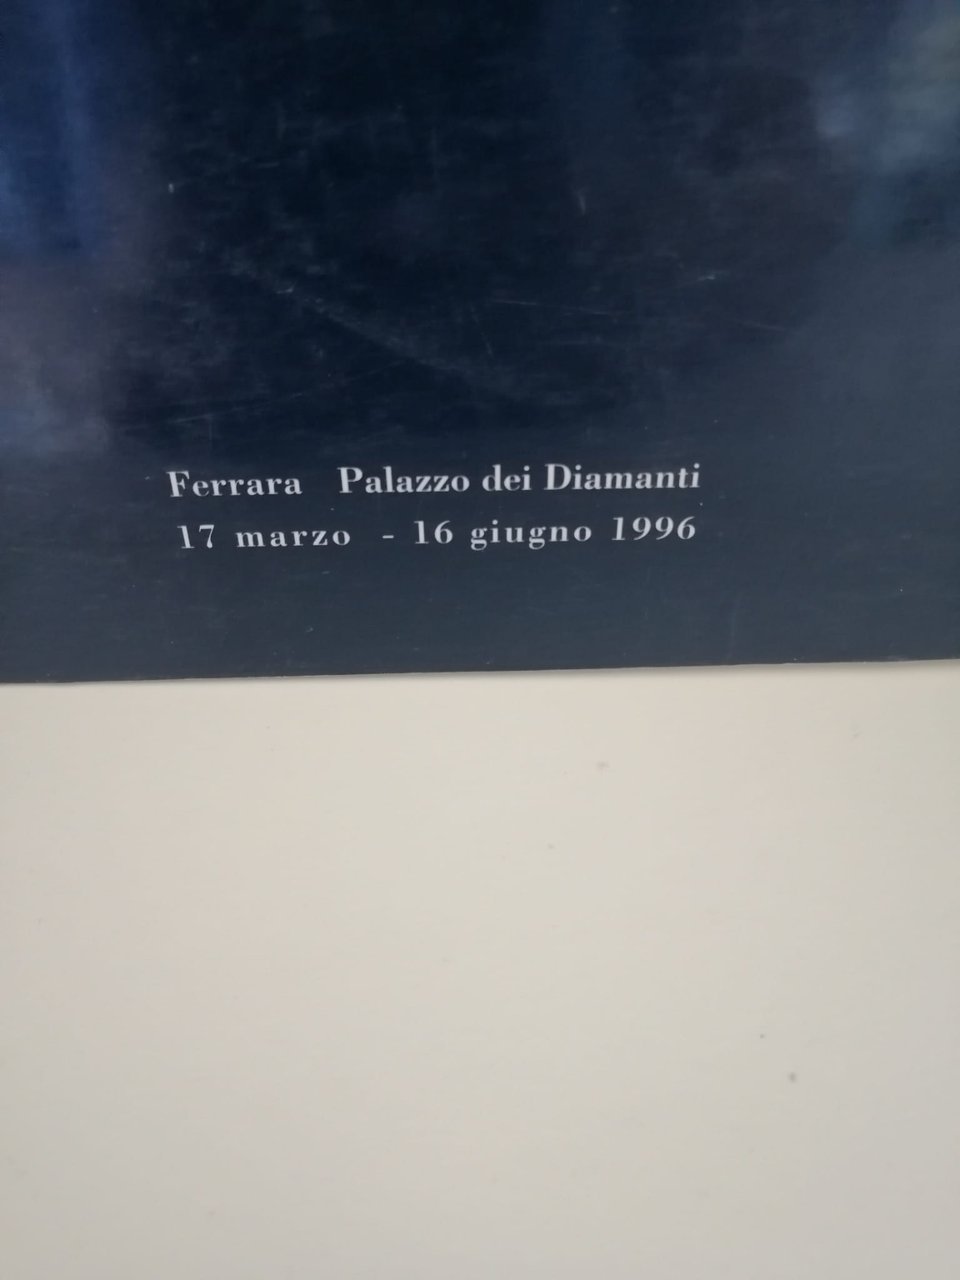 Ferrara Palazzo dei Diamanti
17 marzo - 16 giugno 1996